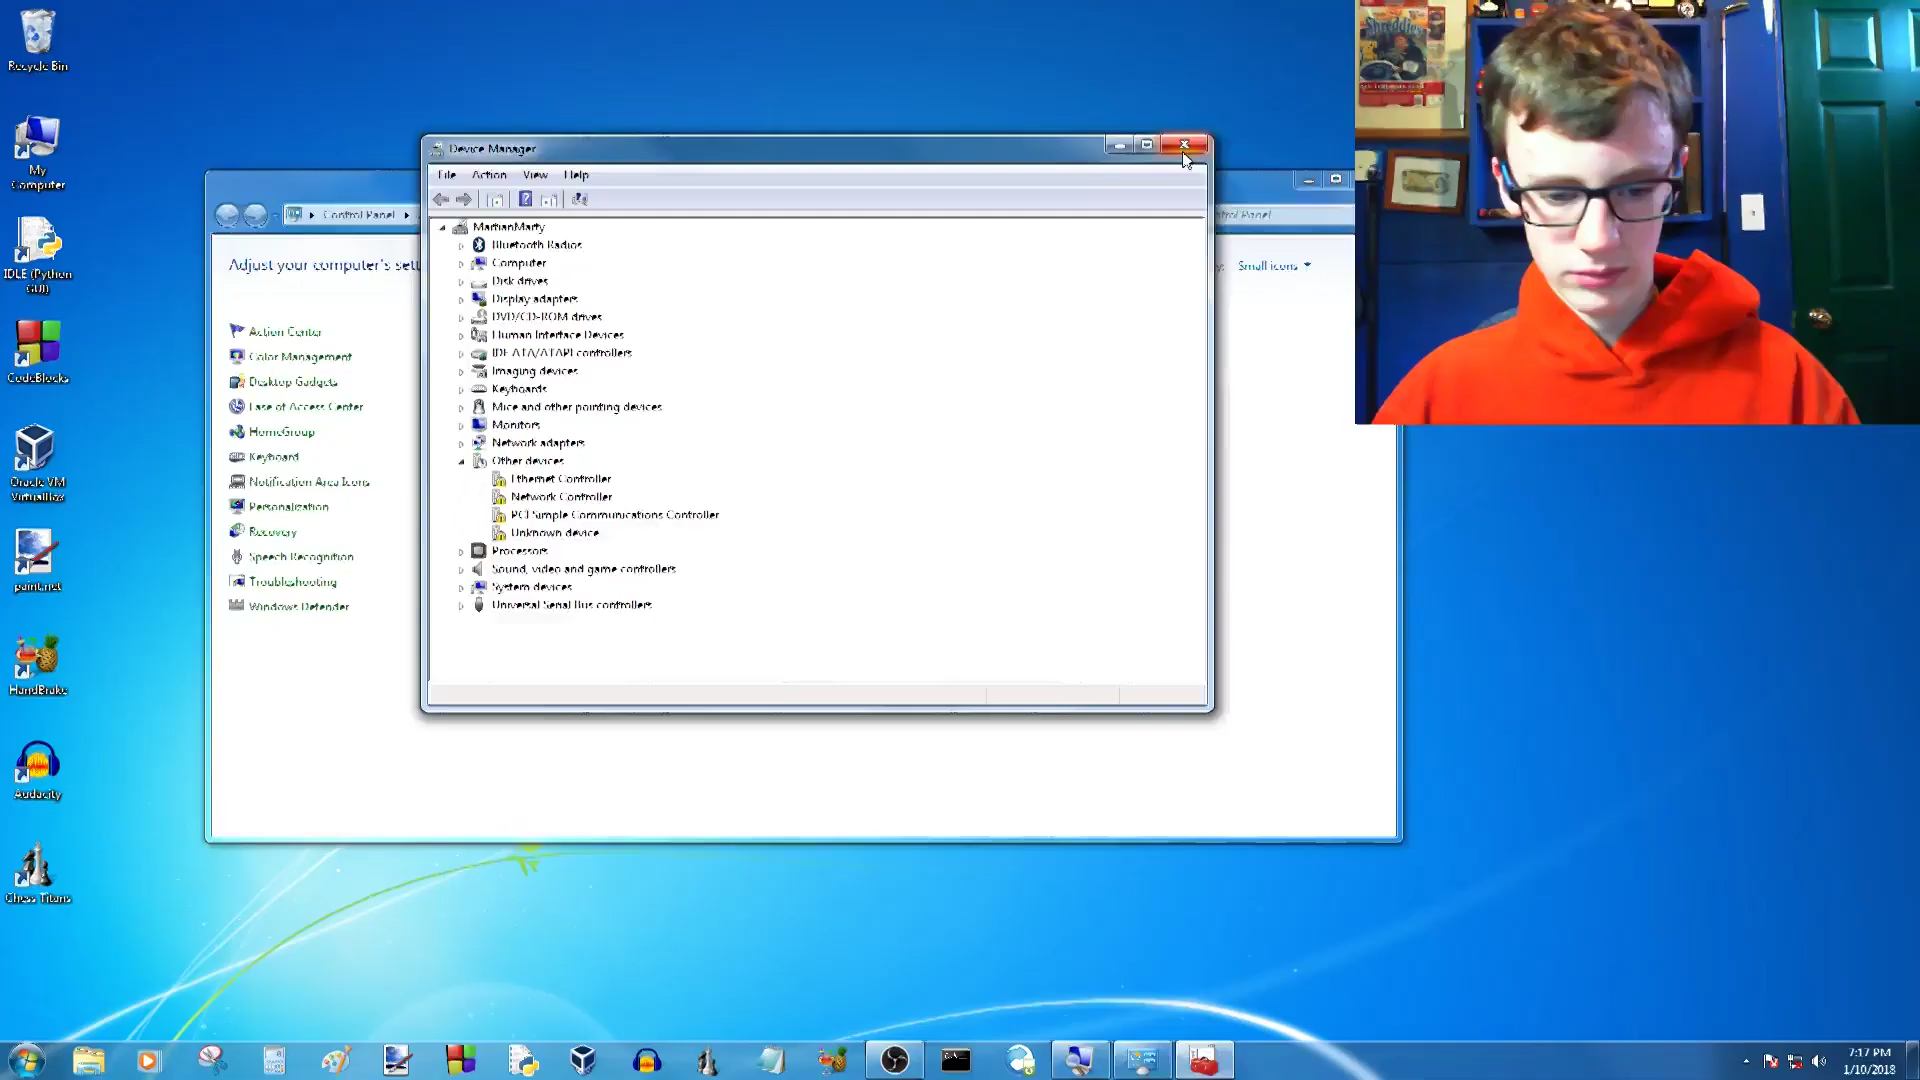 Recycle Bin
My
Computer
IDLE (Python
GUI)
CodeBlocks
Oracle VM
VirtualBox
paint.net
HandBrake
Audacity
Chess Titans
Control Panel
Adjust your computer's sett
Action Center
Color Management
Desktop Gadgets
Ease of Access Center
HomeGroup
Keyboard
Notification Area Icons
Personalization
Recovery
Speech Recognition
Troubleshooting
Windows Defender
Device Manager
File Action View Help
MartianMarty
Bluetooth Radios
Computer
Disk drives
Display adapters
DVD/CD-ROM drives
Human Interface Devices
IDE ATA/ATAPI controllers
Imaging devices
Keyboards
Mice and other pointing devices
Monitors
Network adapters
Other devices
Ethernet Controller
Network Controller
PCI Simple Communications Controller
Unknown device
Processors
Sound, video and game controllers
System devices
Universal Serial Bus controllers
ntrol Panel
y: Small icons
Shreddies
7:17 PM
1/10/2018